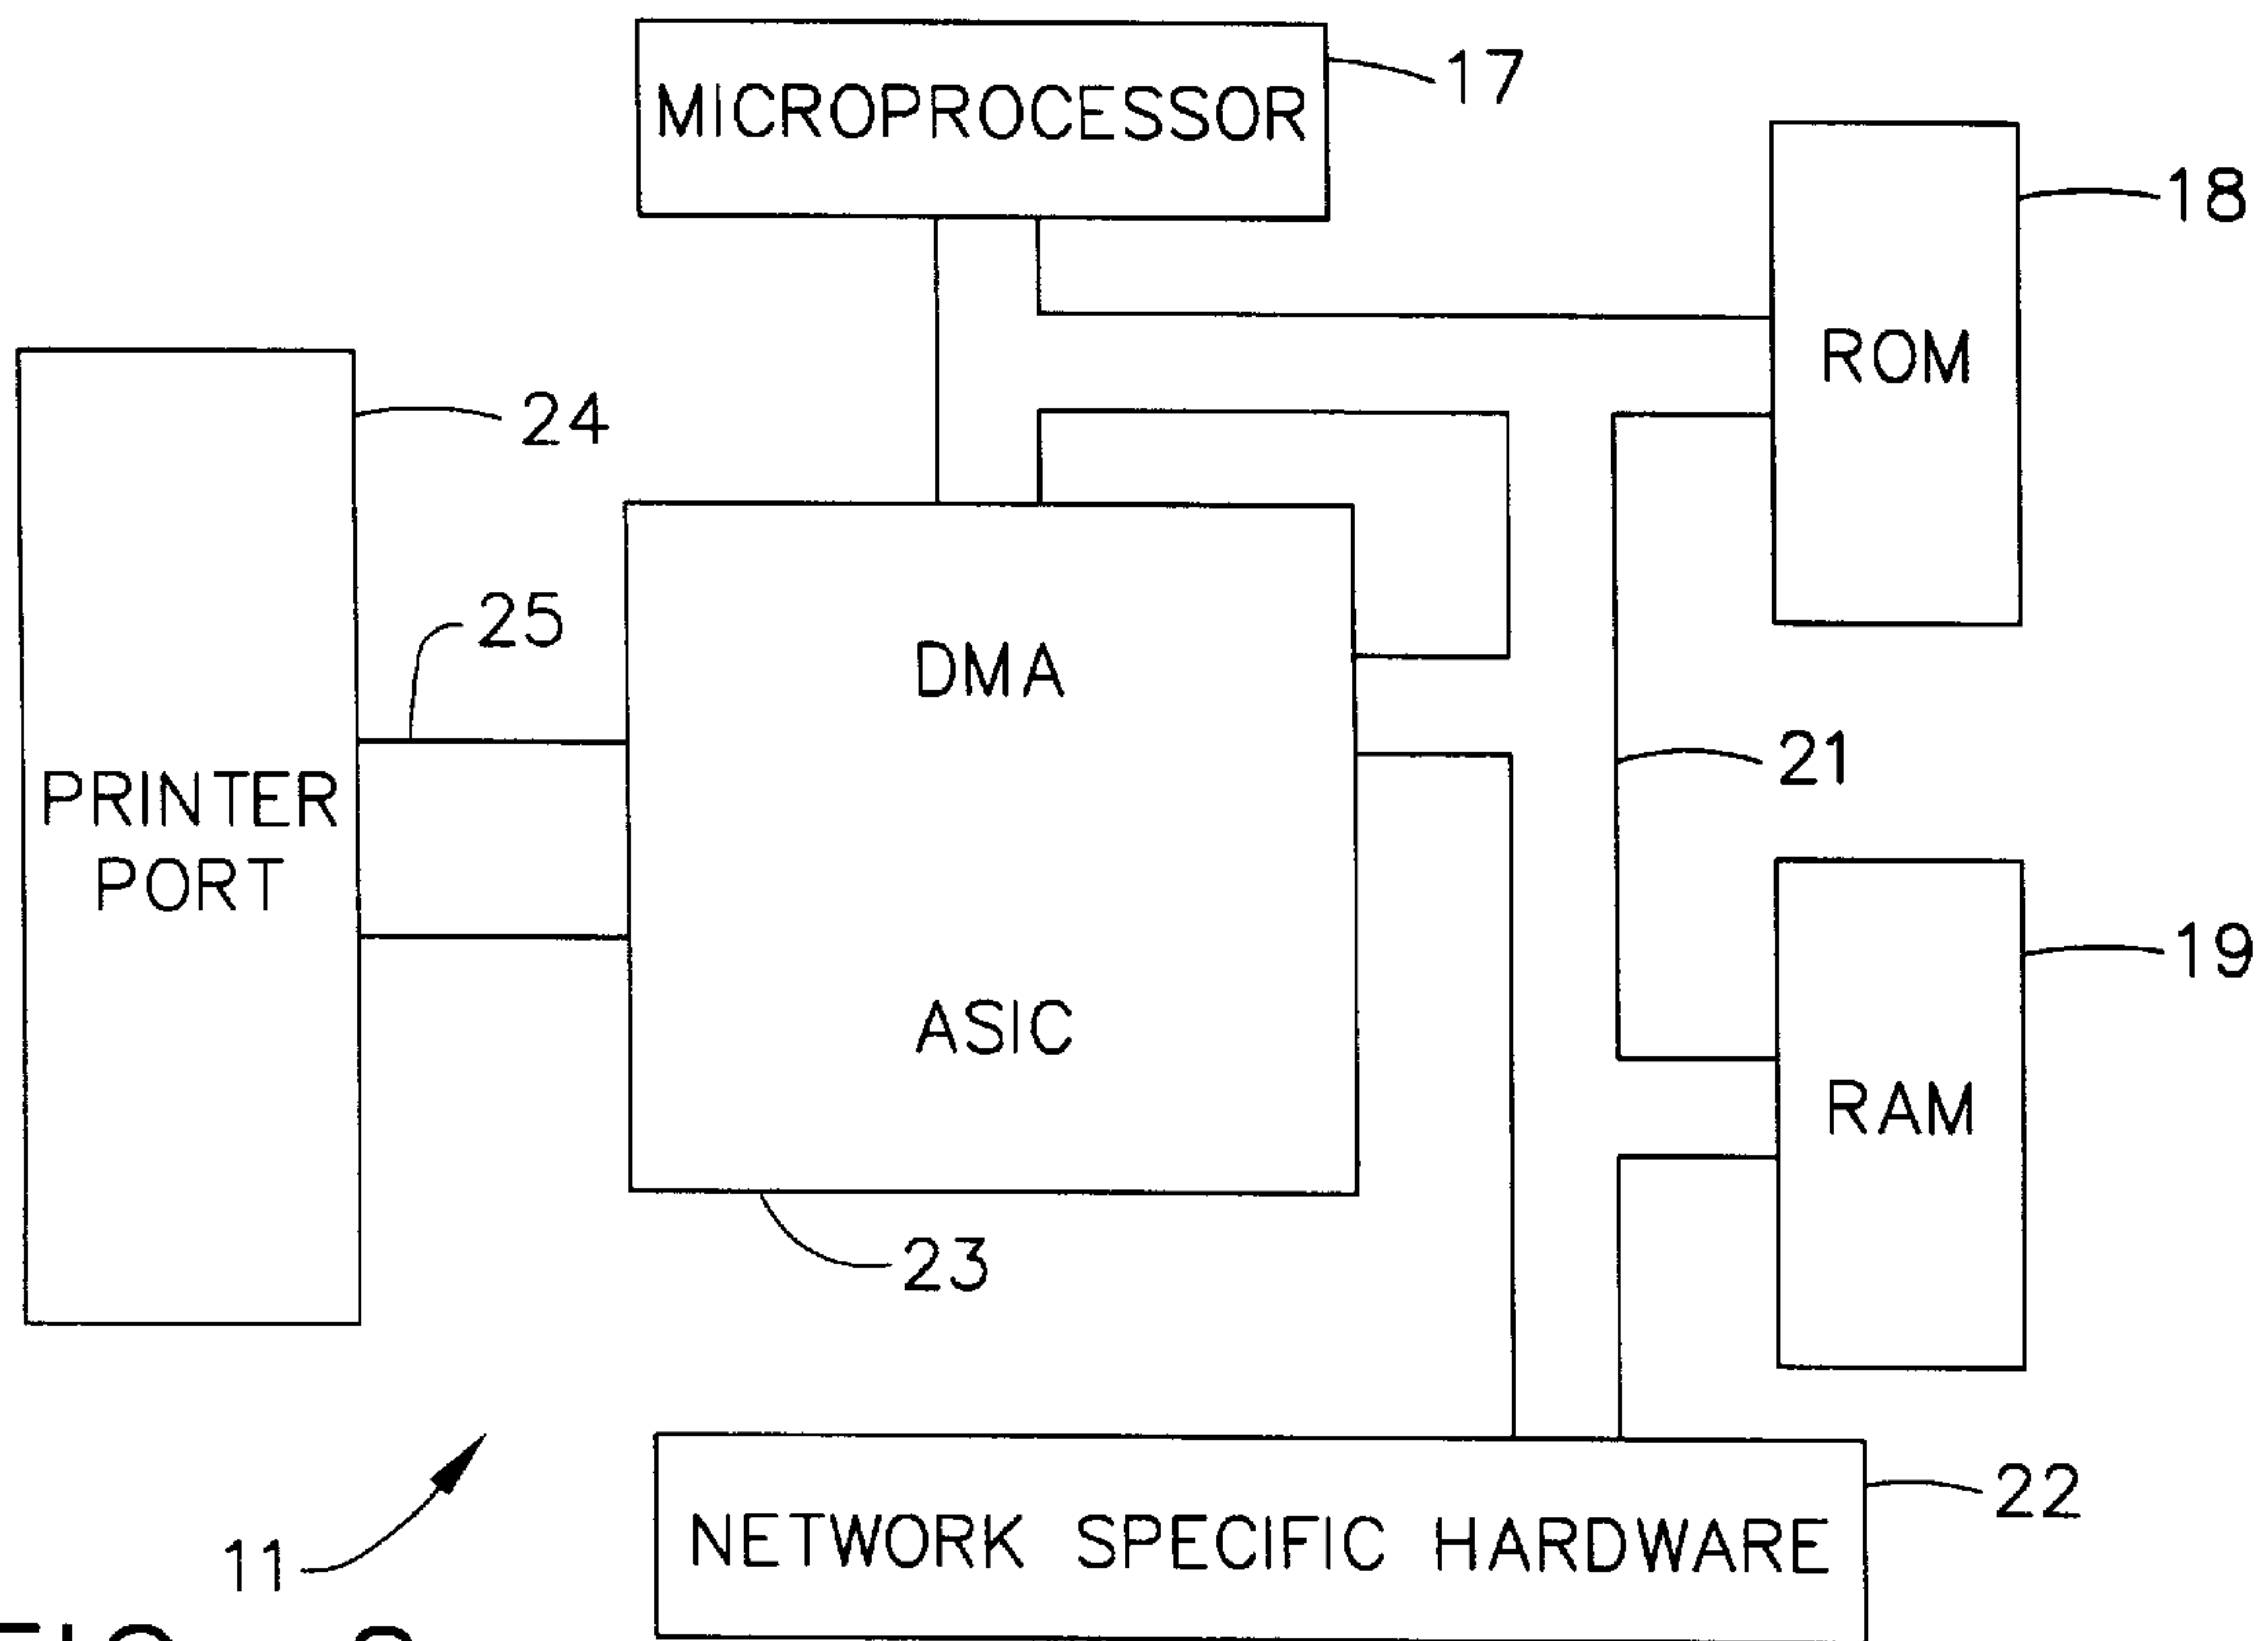 MICROPROCESSOR
17
18
ROM
24
25
DMA
21
PRINTER
PORT
19
ASIC
RAM
23
22
NETWORK SPECIFIC HARDWARE
11